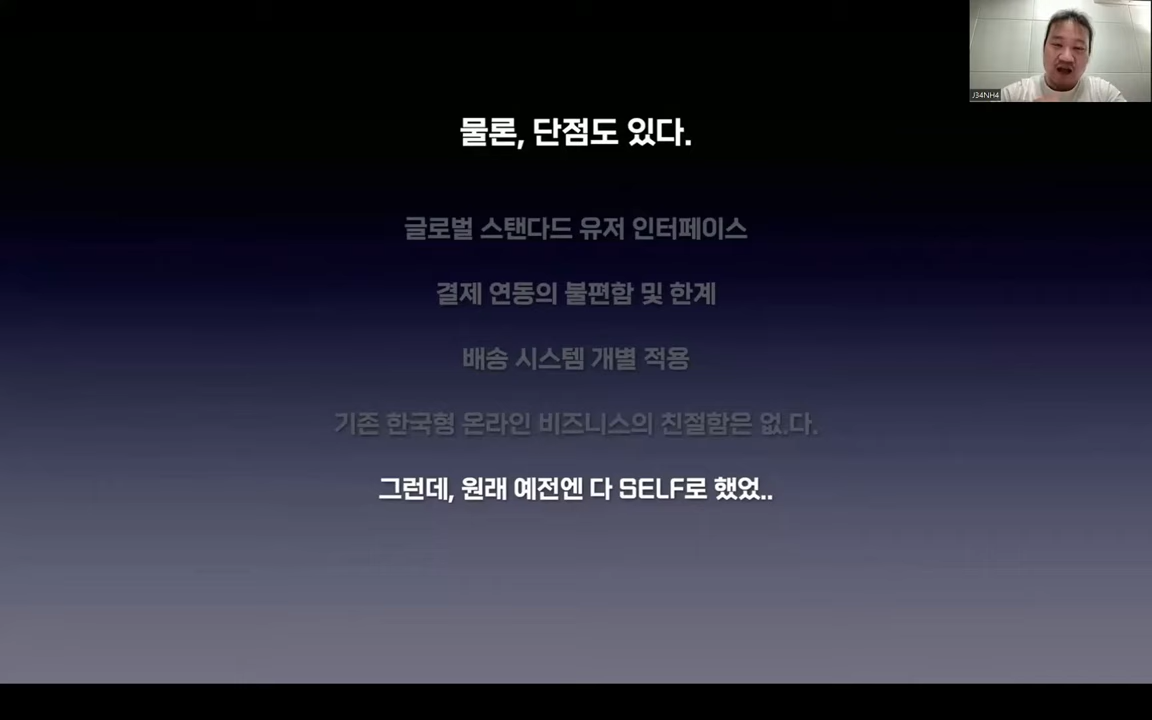 J34NH4
물론, 단점도 있다.
글로벌 스탠다드 유저 인터페이스
결제 연동의 불편함 및 한계
배송 시스템 개별 적용
기존 한국형 온라인 비즈니스의 친절함은 없.다.
그런데, 원래 예전엔 다 SELF로 했었..